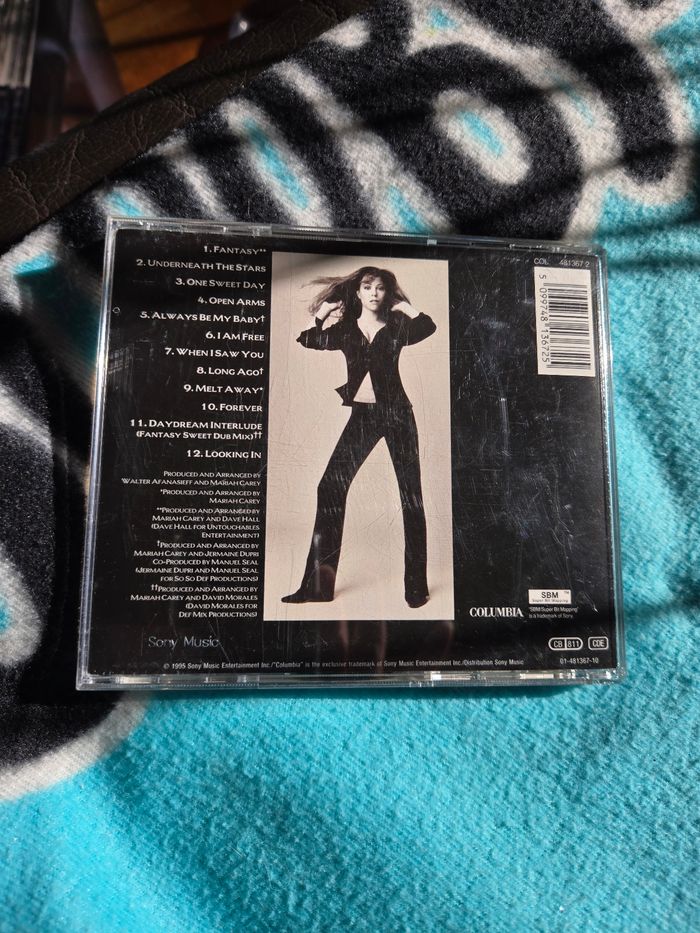 1. Fantasy**
2. Underneath The Stars
3. One Sweet Day
4. Open Arms
5. Always Be My Baby†
6. I Am Free
7. When I Saw You
8. Long Ago†
9. Melt Away*
10. Forever
11. Daydream Interlude
(Fantasy Sweet Dub Mix)††
12. Looking In
Produced and Arranged by
Walter Afanasieff and Mariah Carey
*Produced and Arranged by
Mariah Carey
**Produced and Arranged by
Mariah Carey and Dave Hall
(Dave Hall for Untouchables
Entertainment)
†Produced and Arranged by
Mariah Carey and Jermaine Dupri
Co-Produced by Manuel Seal
(Jermaine Dupri and Manuel Seal
for So So Def Productions)
††Produced and Arranged by
Mariah Carey and David Morales
(David Morales for
Def Mix Productions)
Sony Music
COL 481367 2
5 099748 136725
COLUMBIA
SBM™
Super Bit Mapping
"SBM/Super Bit Mapping"
is a trademark of Sony.
CB 811 CDE
℗ 1995 Sony Music Entertainment Inc./"Columbia" is the exclusive trademark of Sony Music Entertainment Inc./Distribution Sony Music
01-481367-10